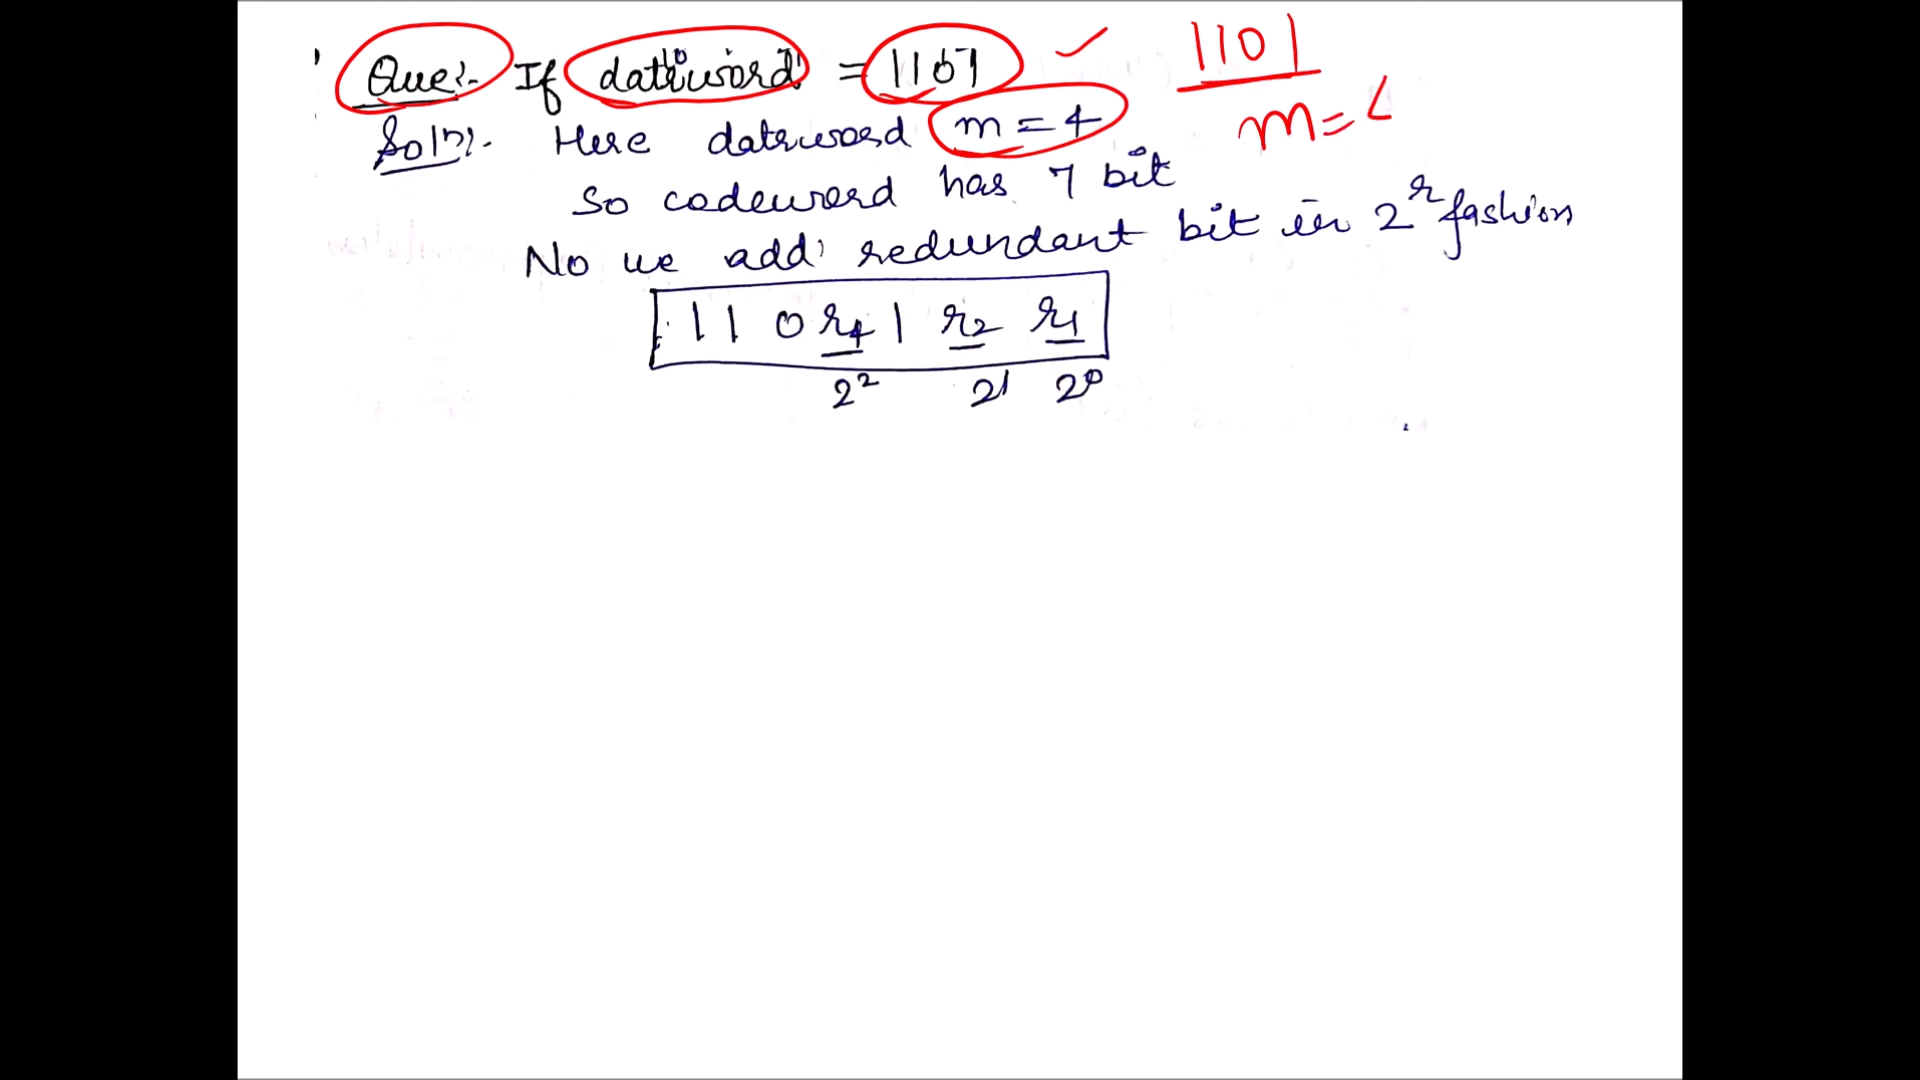 Que:- If dataword = 1101 ✓ 1101
Soln:- Here dataword m = 4 m = 4
So codeword has 7 bit
No we add redundant bit in 2^r fashion
1 1 0 r4 1 r2 r1
2^2 2^1 2^0